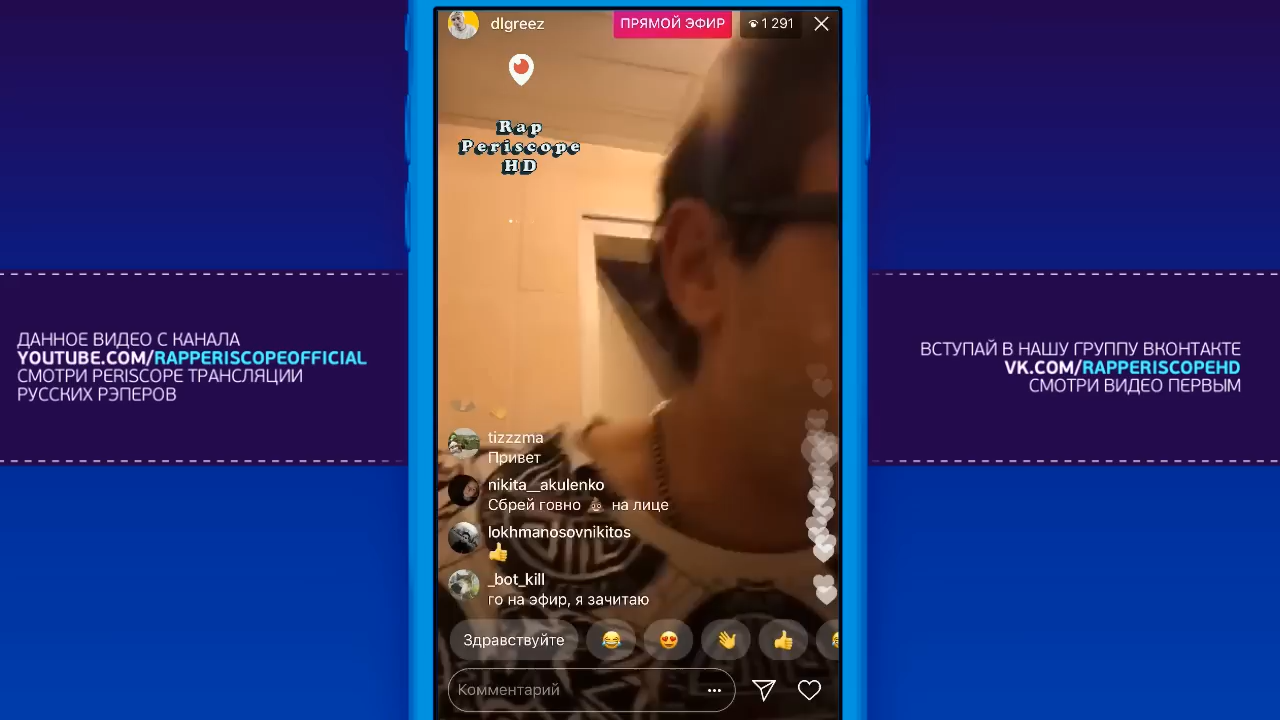 dlgreez
ПРЯМОЙ ЭФИР
1 291
Rap
Periscope
HD
ДАННОЕ ВИДЕО С КАНАЛА
YOUTUBE.COM/RAPPERISCOPEOFFICIAL
СМОТРИ PERISCOPE ТРАНСЛЯЦИИ
РУССКИХ РЭПЕРОВ
ВСТУПАЙ В НАШУ ГРУППУ ВКОНТАКТЕ
VK.COM/RAPPERISCOPEHD
СМОТРИ ВИДЕО ПЕРВЫМ
tizzzma
Привет
nikita__akulenko
Сбрей говно 💩 на лице
lokhmanosovnikitos
👍
_bot_kill
го на эфир, я зачитаю
Здравствуйте 😂 😍 👋 👍
Комментарий